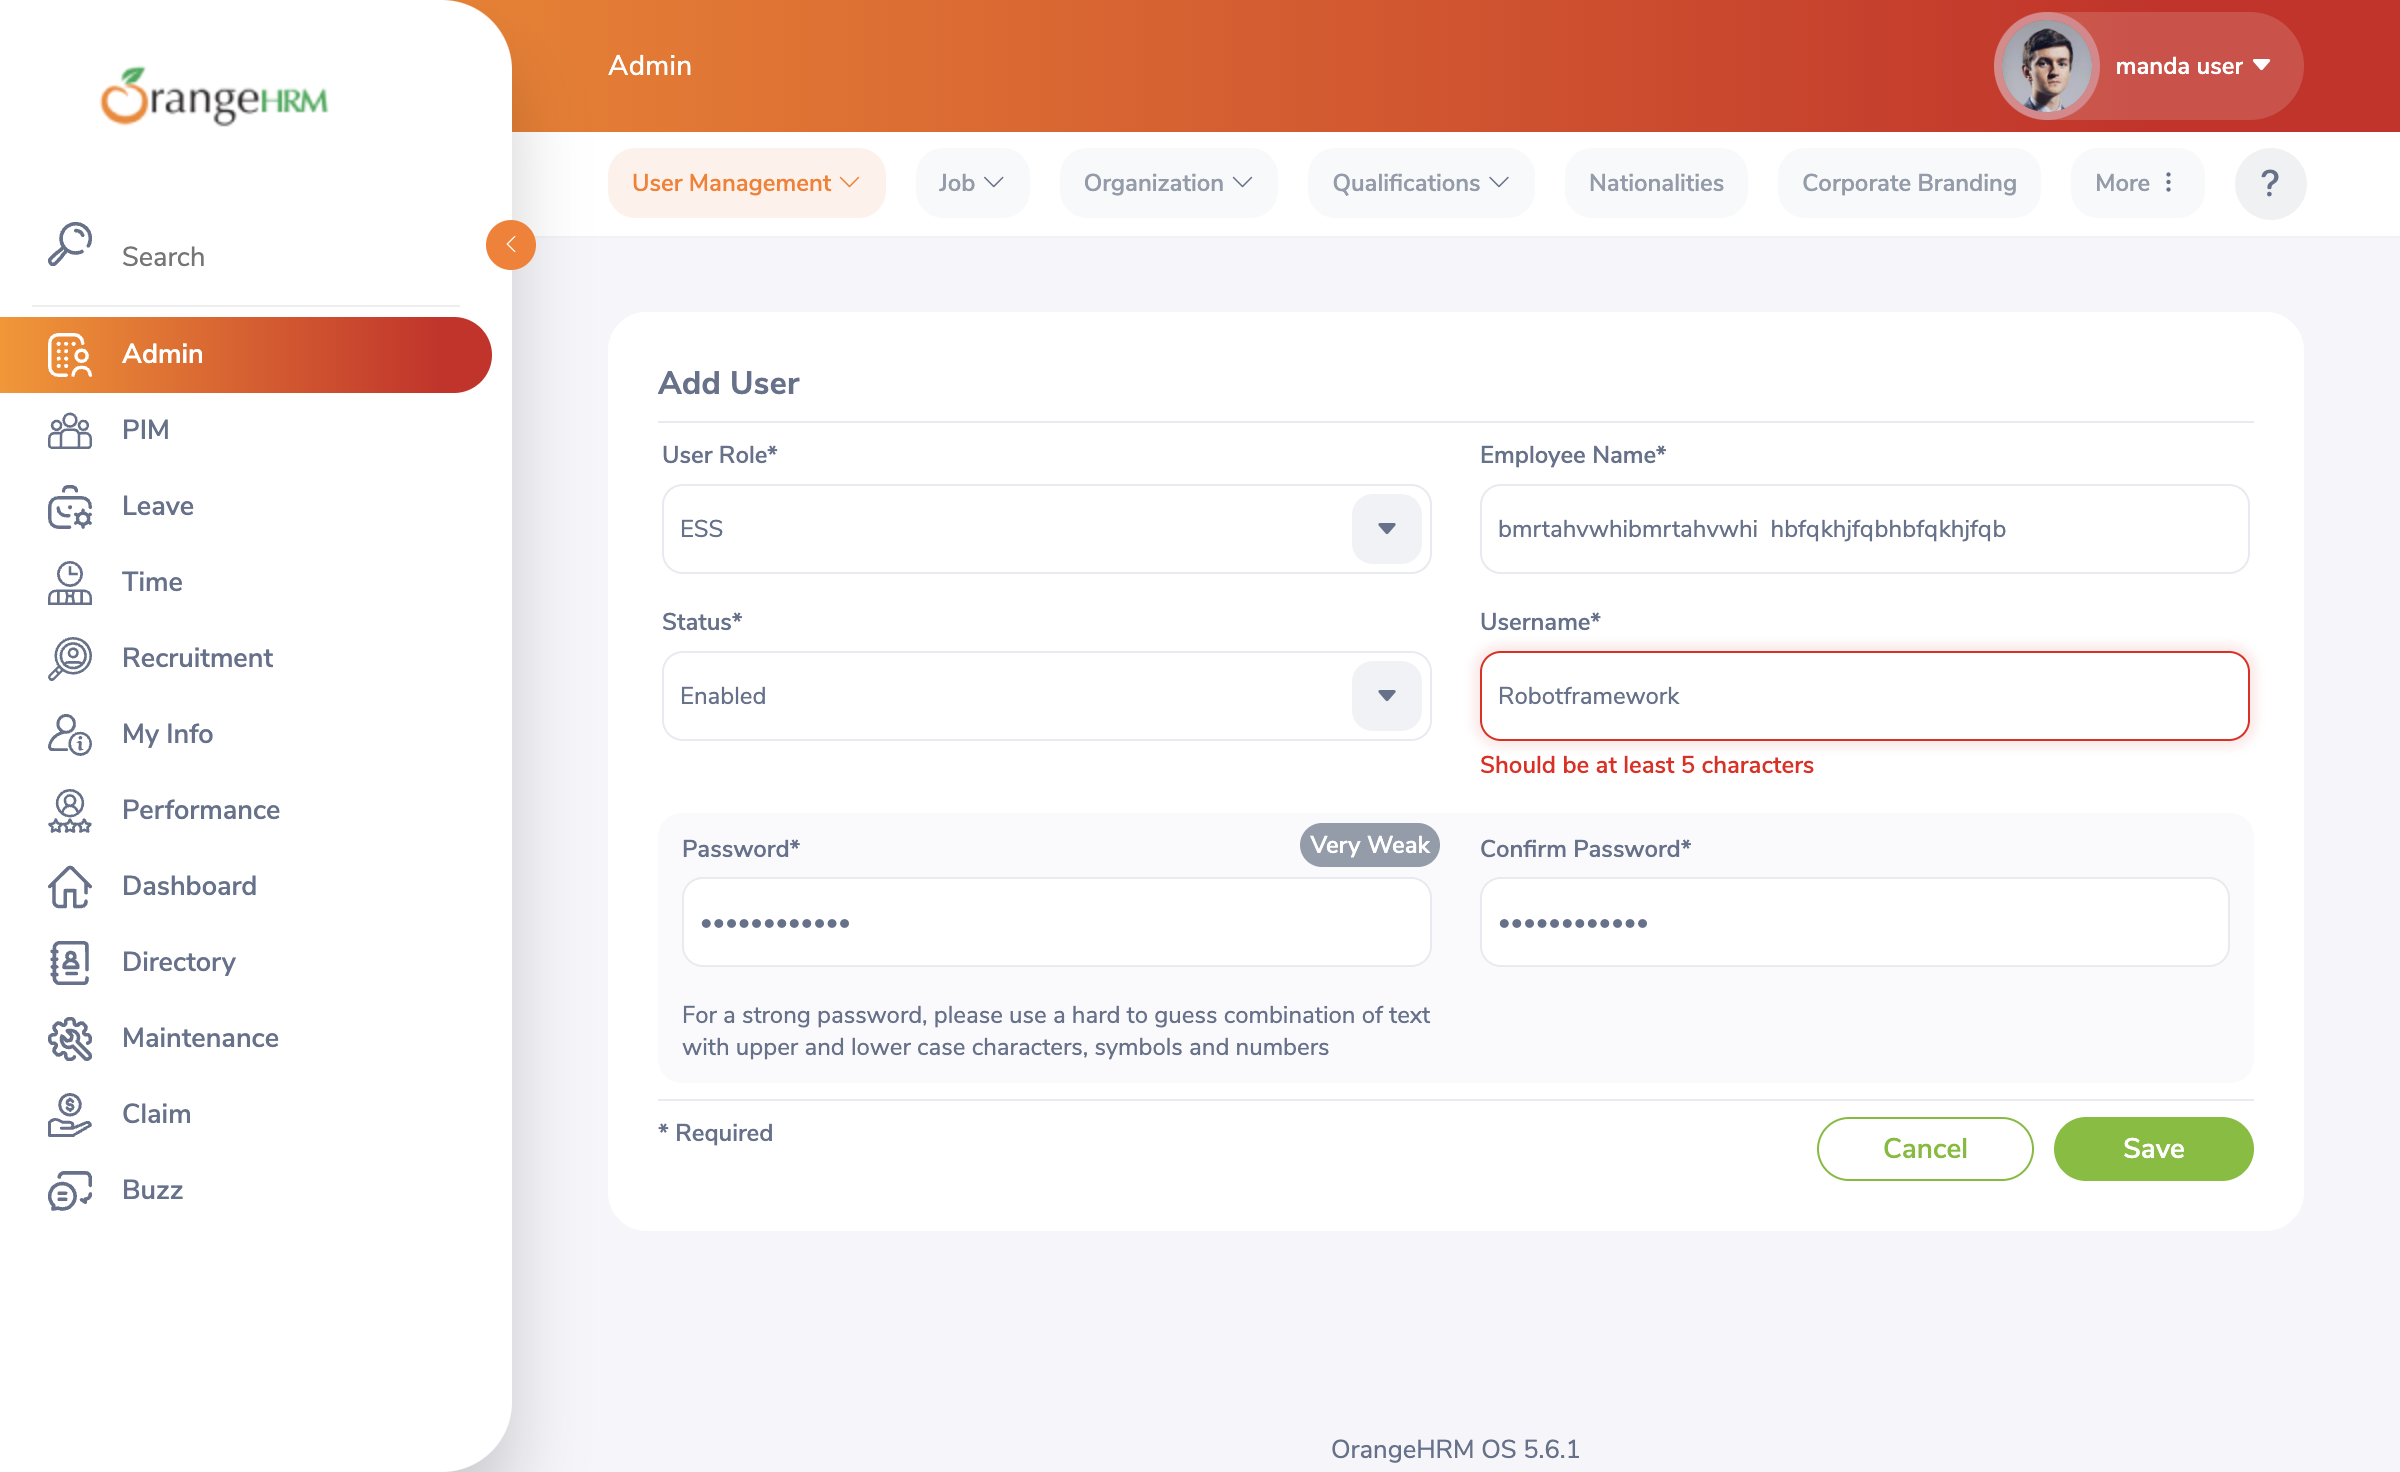 OrangeHRM
Search
Admin
PIM
Leave
Time
Recruitment
My Info
Performance
Dashboard
Directory
Maintenance
Claim
Buzz
Admin
manda user
User Management
Job
Organization
Qualifications
Nationalities
Corporate Branding
More
?
Add User
User Role*
ESS
Employee Name*
bmrtahvwhibmrtahvwhi  hbfqkhjfqbhbfqkhjfqb
Status*
Enabled
Username*
Robotframework
Should be at least 5 characters
Password*
Very Weak
••••••••••••
Confirm Password*
••••••••••••
For a strong password, please use a hard to guess combination of text
with upper and lower case characters, symbols and numbers
* Required
Cancel
Save
OrangeHRM OS 5.6.1